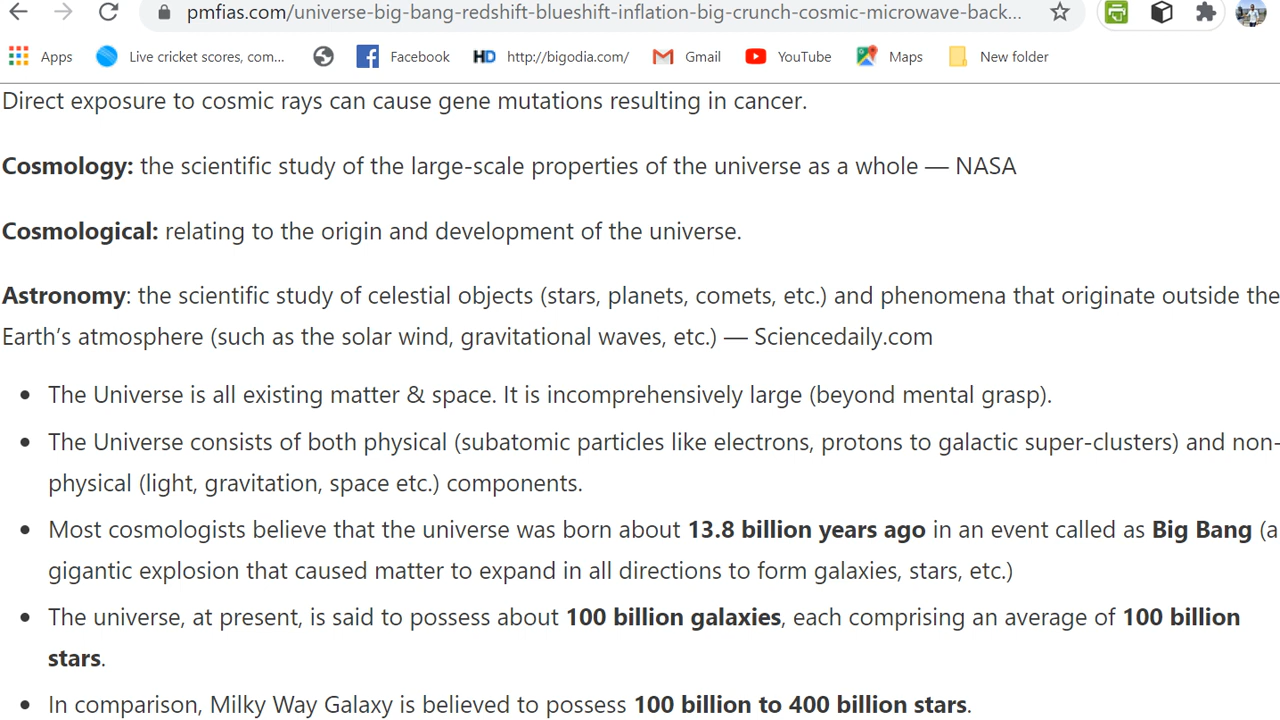 pmfias.com/universe-big-bang-redshift-blueshift-inflation-big-crunch-cosmic-microwave-back...
Apps Live cricket scores, com... Facebook HD http://bigodia.com/ Gmail YouTube Maps New folder
Direct exposure to cosmic rays can cause gene mutations resulting in cancer.
Cosmology: the scientific study of the large-scale properties of the universe as a whole — NASA
Cosmological: relating to the origin and development of the universe.
Astronomy: the scientific study of celestial objects (stars, planets, comets, etc.) and phenomena that originate outside the
Earth’s atmosphere (such as the solar wind, gravitational waves, etc.) — Sciencedaily.com
• The Universe is all existing matter & space. It is incomprehensively large (beyond mental grasp).
• The Universe consists of both physical (subatomic particles like electrons, protons to galactic super-clusters) and non-
physical (light, gravitation, space etc.) components.
• Most cosmologists believe that the universe was born about 13.8 billion years ago in an event called as Big Bang (a
gigantic explosion that caused matter to expand in all directions to form galaxies, stars, etc.)
• The universe, at present, is said to possess about 100 billion galaxies, each comprising an average of 100 billion
stars.
• In comparison, Milky Way Galaxy is believed to possess 100 billion to 400 billion stars.